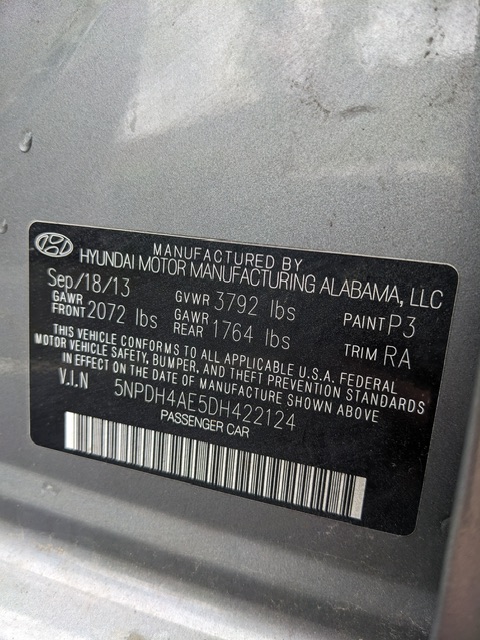 MANUFACTURED BY
HYUNDAI MOTOR MANUFACTURING ALABAMA, LLC
Sep/18/13 GVWR 3792 lbs PAINT P3
GAWR FRONT 2072 lbs GAWR REAR 1764 lbs TRIM RA
THIS VEHICLE CONFORMS TO ALL APPLICABLE U.S.A. FEDERAL
MOTOR VEHICLE SAFETY, BUMPER, AND THEFT PREVENTION STANDARDS
IN EFFECT ON THE DATE OF MANUFACTURE SHOWN ABOVE
V.I.N 5NPDH4AE5DH422124
PASSENGER CAR